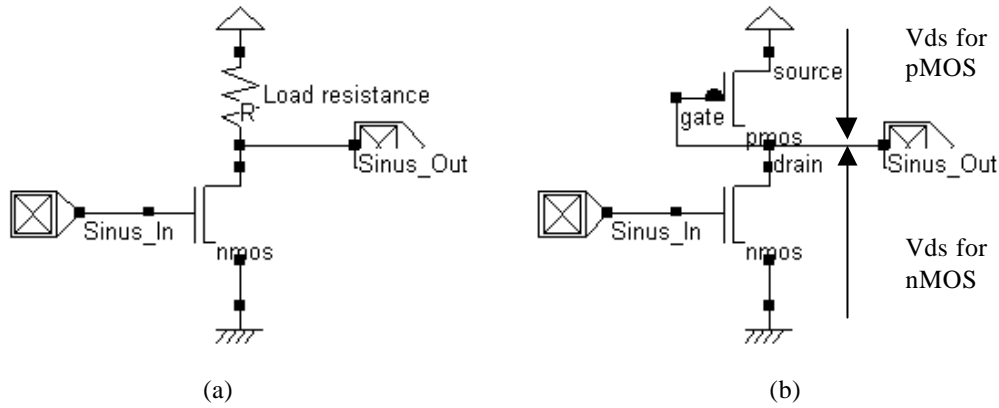 Load resistance
R
Sinus_Out
Sinus_In
nmos
(a)
source
gate
pmos
drain
Sinus_Out
Sinus_In
nmos
Vds for
pMOS
Vds for
nMOS
(b)